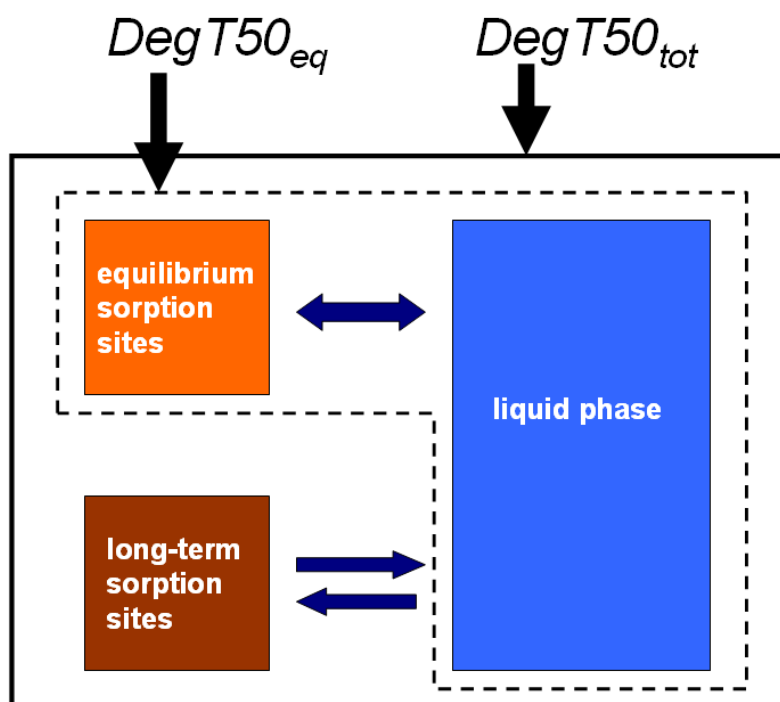 DegT50eq DegT50tot
equilibrium
sorption
sites
liquid phase
long-term
sorption
sites